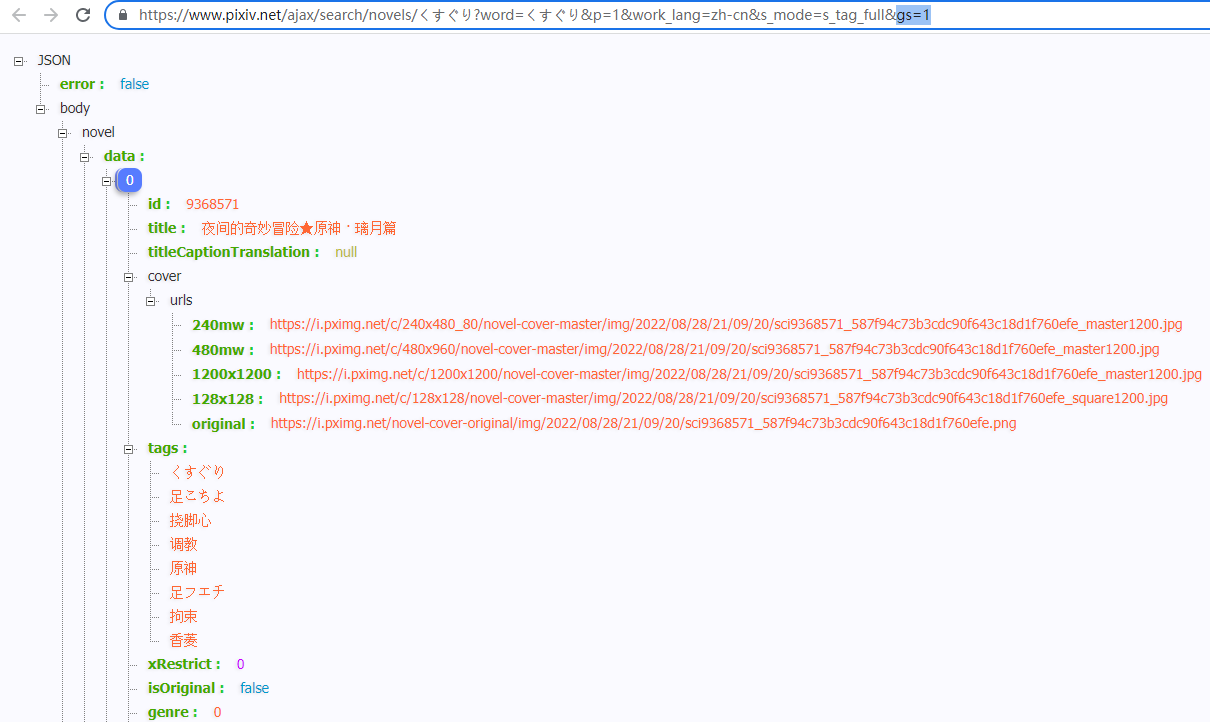 https://www.pixiv.net/ajax/search/novels/くすぐり?word=くすぐり&p=1&work_lang=zh-cn&s_mode=s_tag_full&gs=1
JSON
error : false
body
novel
data :
0
id : 9368571
title : 夜间的奇妙冒险★原神·璃月篇
titleCaptionTranslation : null
cover
urls
240mw : https://i.pximg.net/c/240x480_80/novel-cover-master/img/2022/08/28/21/09/20/sci9368571_587f94c73b3cdc90f643c18d1f760efe_master1200.jpg
480mw : https://i.pximg.net/c/480x960/novel-cover-master/img/2022/08/28/21/09/20/sci9368571_587f94c73b3cdc90f643c18d1f760efe_master1200.jpg
1200x1200 : https://i.pximg.net/c/1200x1200/novel-cover-master/img/2022/08/28/21/09/20/sci9368571_587f94c73b3cdc90f643c18d1f760efe_master1200.jpg
128x128 : https://i.pximg.net/c/128x128/novel-cover-master/img/2022/08/28/21/09/20/sci9368571_587f94c73b3cdc90f643c18d1f760efe_square1200.jpg
original : https://i.pximg.net/novel-cover-original/img/2022/08/28/21/09/20/sci9368571_587f94c73b3cdc90f643c18d1f760efe.png
tags :
くすぐり
足こちよ
挠脚心
调教
原神
足フエチ
拘束
香菱
xRestrict : 0
isOriginal : false
genre : 0